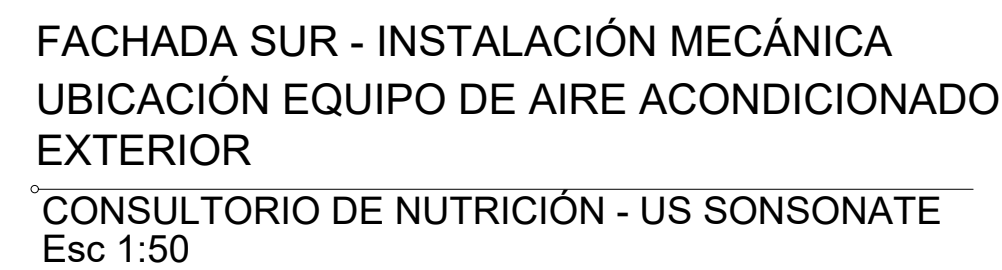 FACHADA SUR - INSTALACIÓN MECÁNICA
UBICACIÓN EQUIPO DE AIRE ACONDICIONADO
EXTERIOR
CONSULTORIO DE NUTRICIÓN - US SONSONATE
Esc 1:50